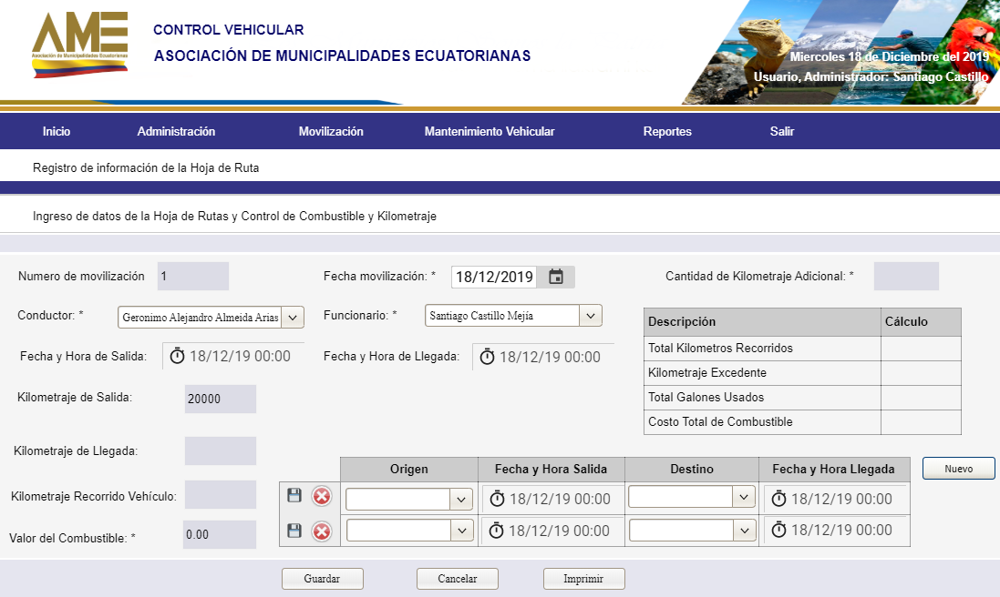 AME
Asociación de Municipalidades Ecuatorianas
CONTROL VEHICULAR
ASOCIACIÓN DE MUNICIPALIDADES ECUATORIANAS
Miercoles 18 de Diciembre del 2019
Usuario, Administrador: Santiago Castillo
Inicio Administración Movilización Mantenimiento Vehicular Reportes Salir
Registro de información de la Hoja de Ruta
Ingreso de datos de la Hoja de Rutas y Control de Combustible y Kilometraje
Numero de movilización 1 Fecha movilización: * 18/12/2019 Cantidad de Kilometraje Adicional: *
Conductor: * Geronimo Alejandro Almeida Arias Funcionario: * Santiago Castillo Mejía
Descripción Cálculo
Total Kilometros Recorridos
Kilometraje Excedente
Total Galones Usados
Costo Total de Combustible
Fecha y Hora de Salida: 18/12/19 00:00 Fecha y Hora de Llegada: 18/12/19 00:00
Kilometraje de Salida: 20000
Kilometraje de Llegada:
Kilometraje Recorrido Vehículo:
Valor del Combustible: * 0.00
Origen Fecha y Hora Salida Destino Fecha y Hora Llegada Nuevo
18/12/19 00:00 18/12/19 00:00
18/12/19 00:00 18/12/19 00:00
Guardar Cancelar Imprimir